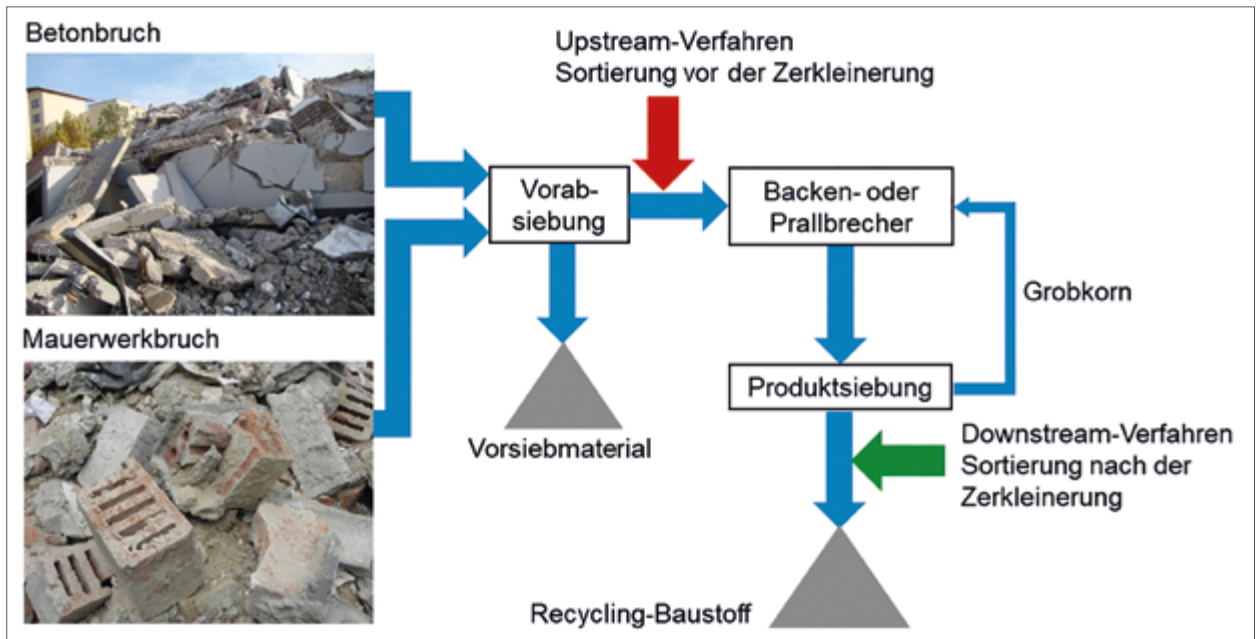 Betonbruch
Upstream-Verfahren
Sortierung vor der Zerkleinerung
Vorab-
siebung
Backen- oder
Prallbrecher
Grobkorn
Mauerwerkbruch
Produktsiebung
Vorsiebmaterial
Downstream-Verfahren
Sortierung nach der
Zerkleinerung
Recycling-Baustoff